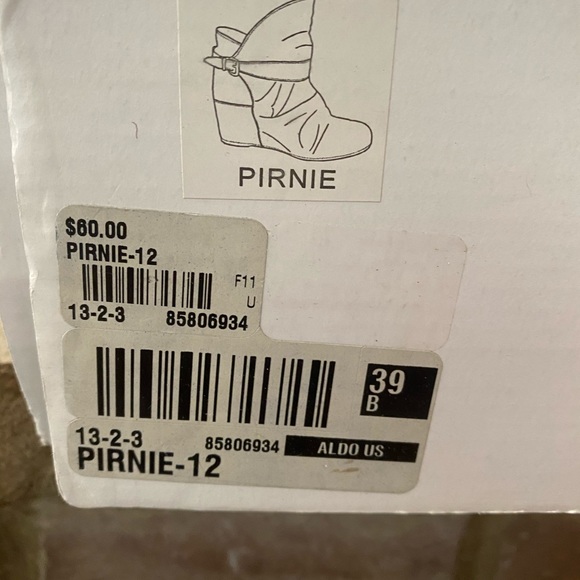 PIRNIE
$60.00
PIRNIE-12
F11
U
13-2-3 85806934
39
B
13-2-3 85806934 ALDO US
PIRNIE-12